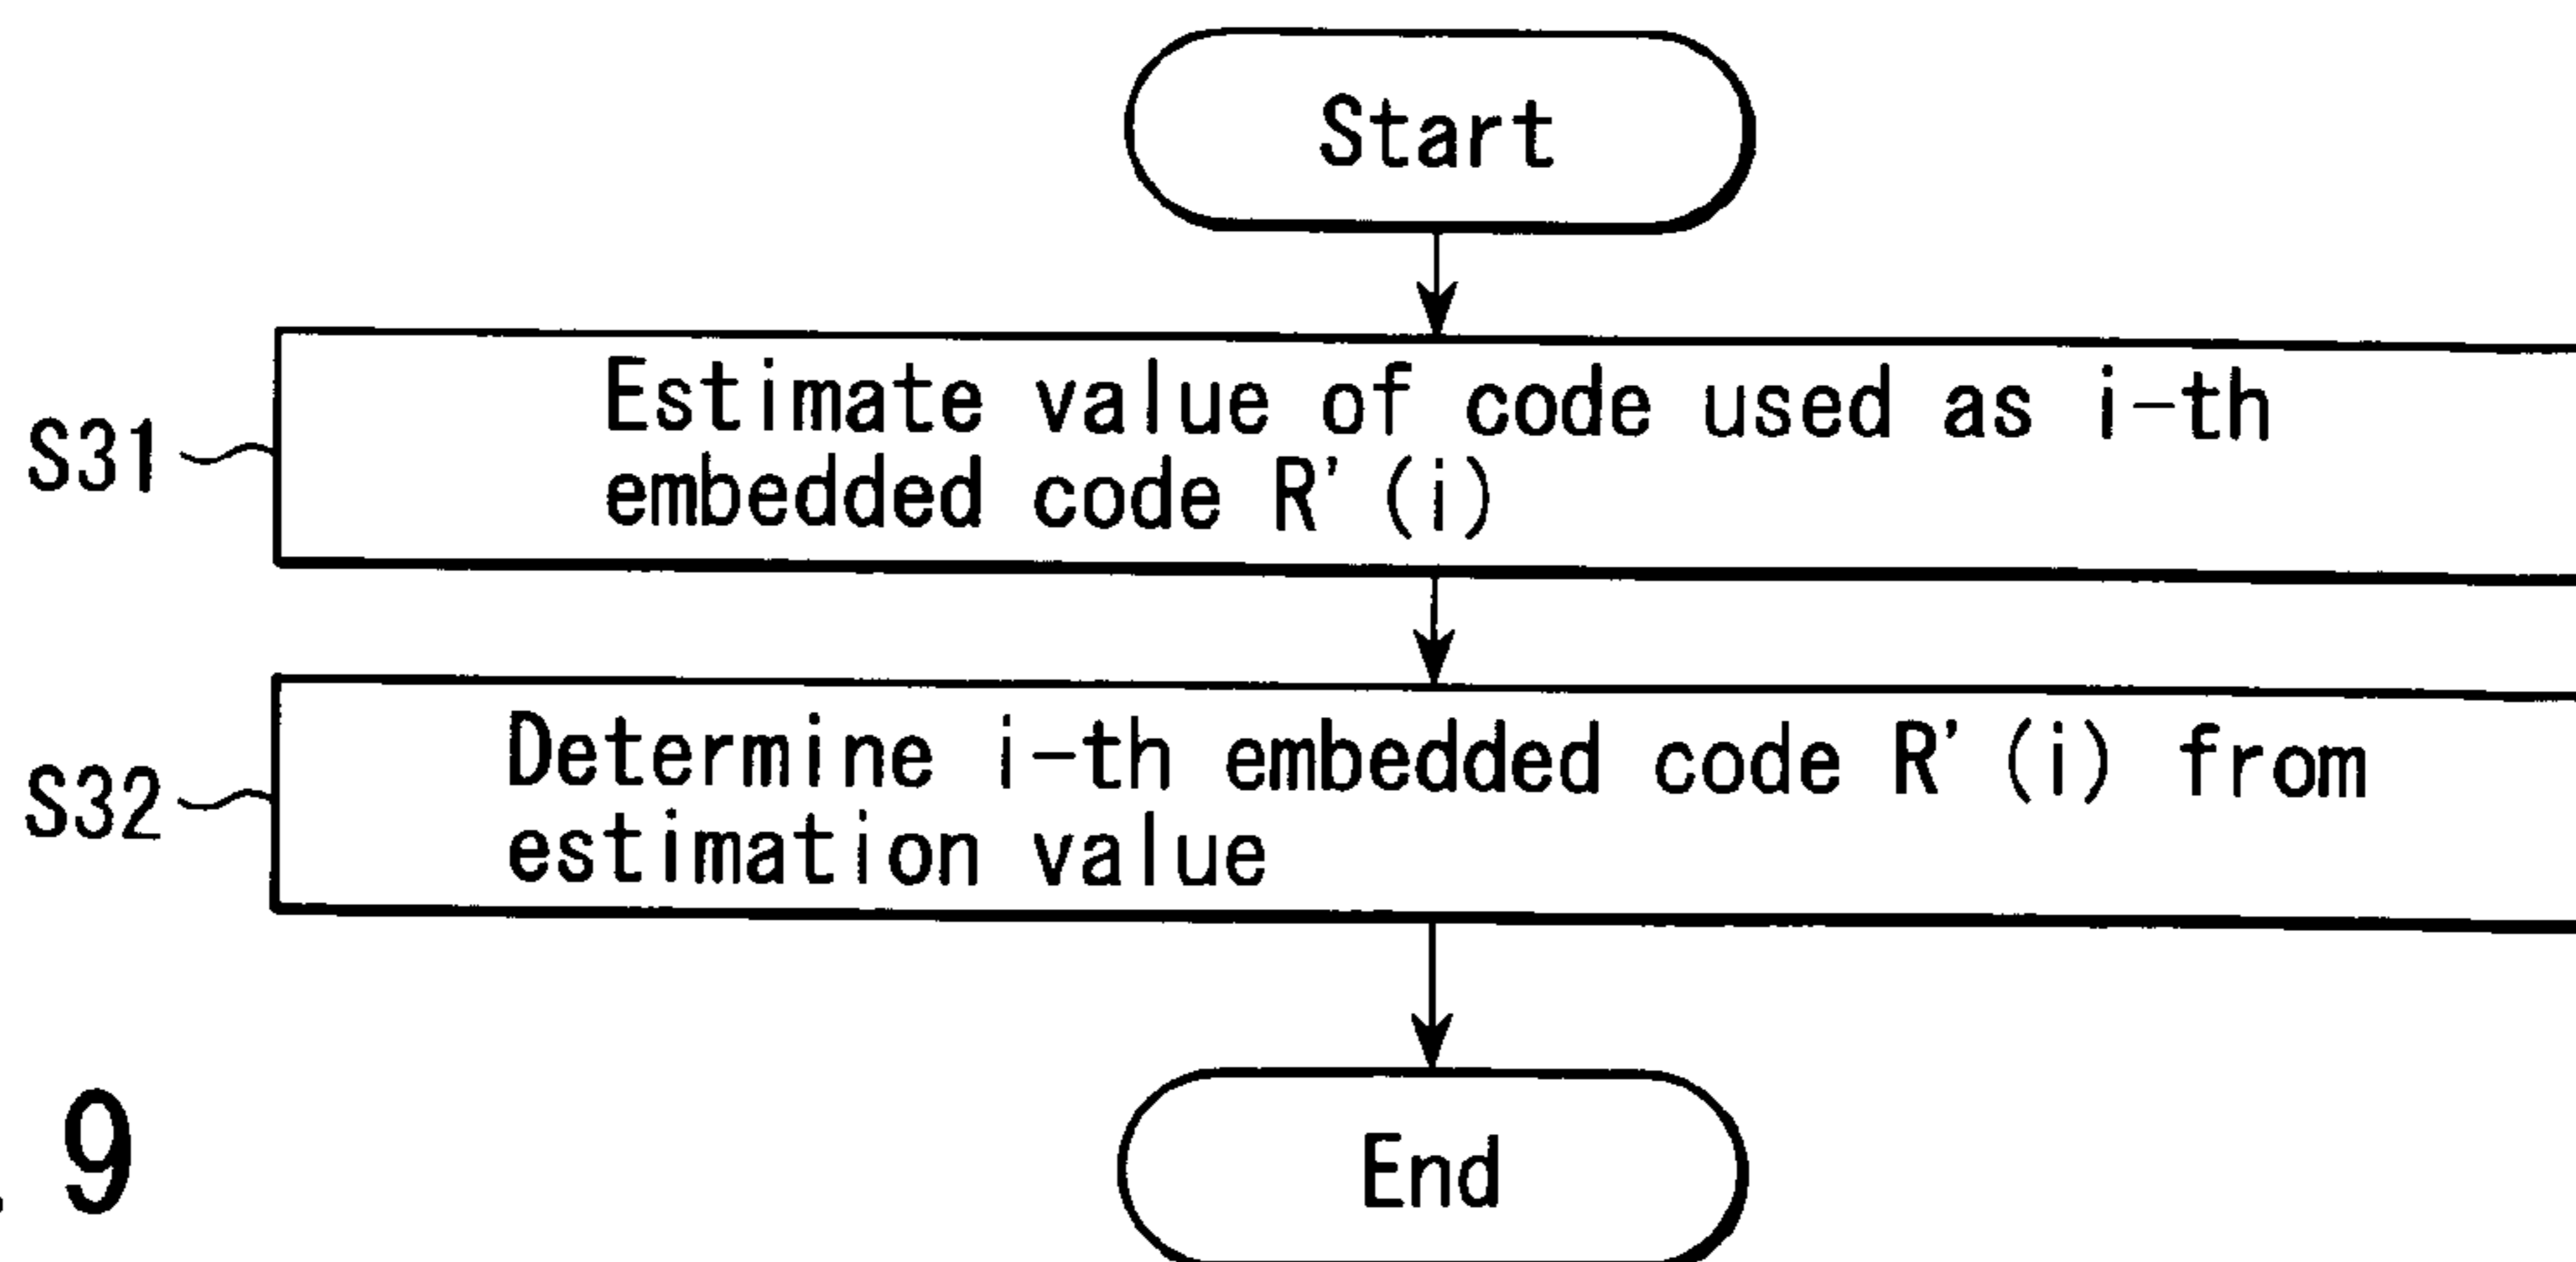 Start
S31
Estimate value of code used as i-th
embedded code R'(i)
S32
Determine i-th embedded code R'(i) from
estimation value
End
. 9